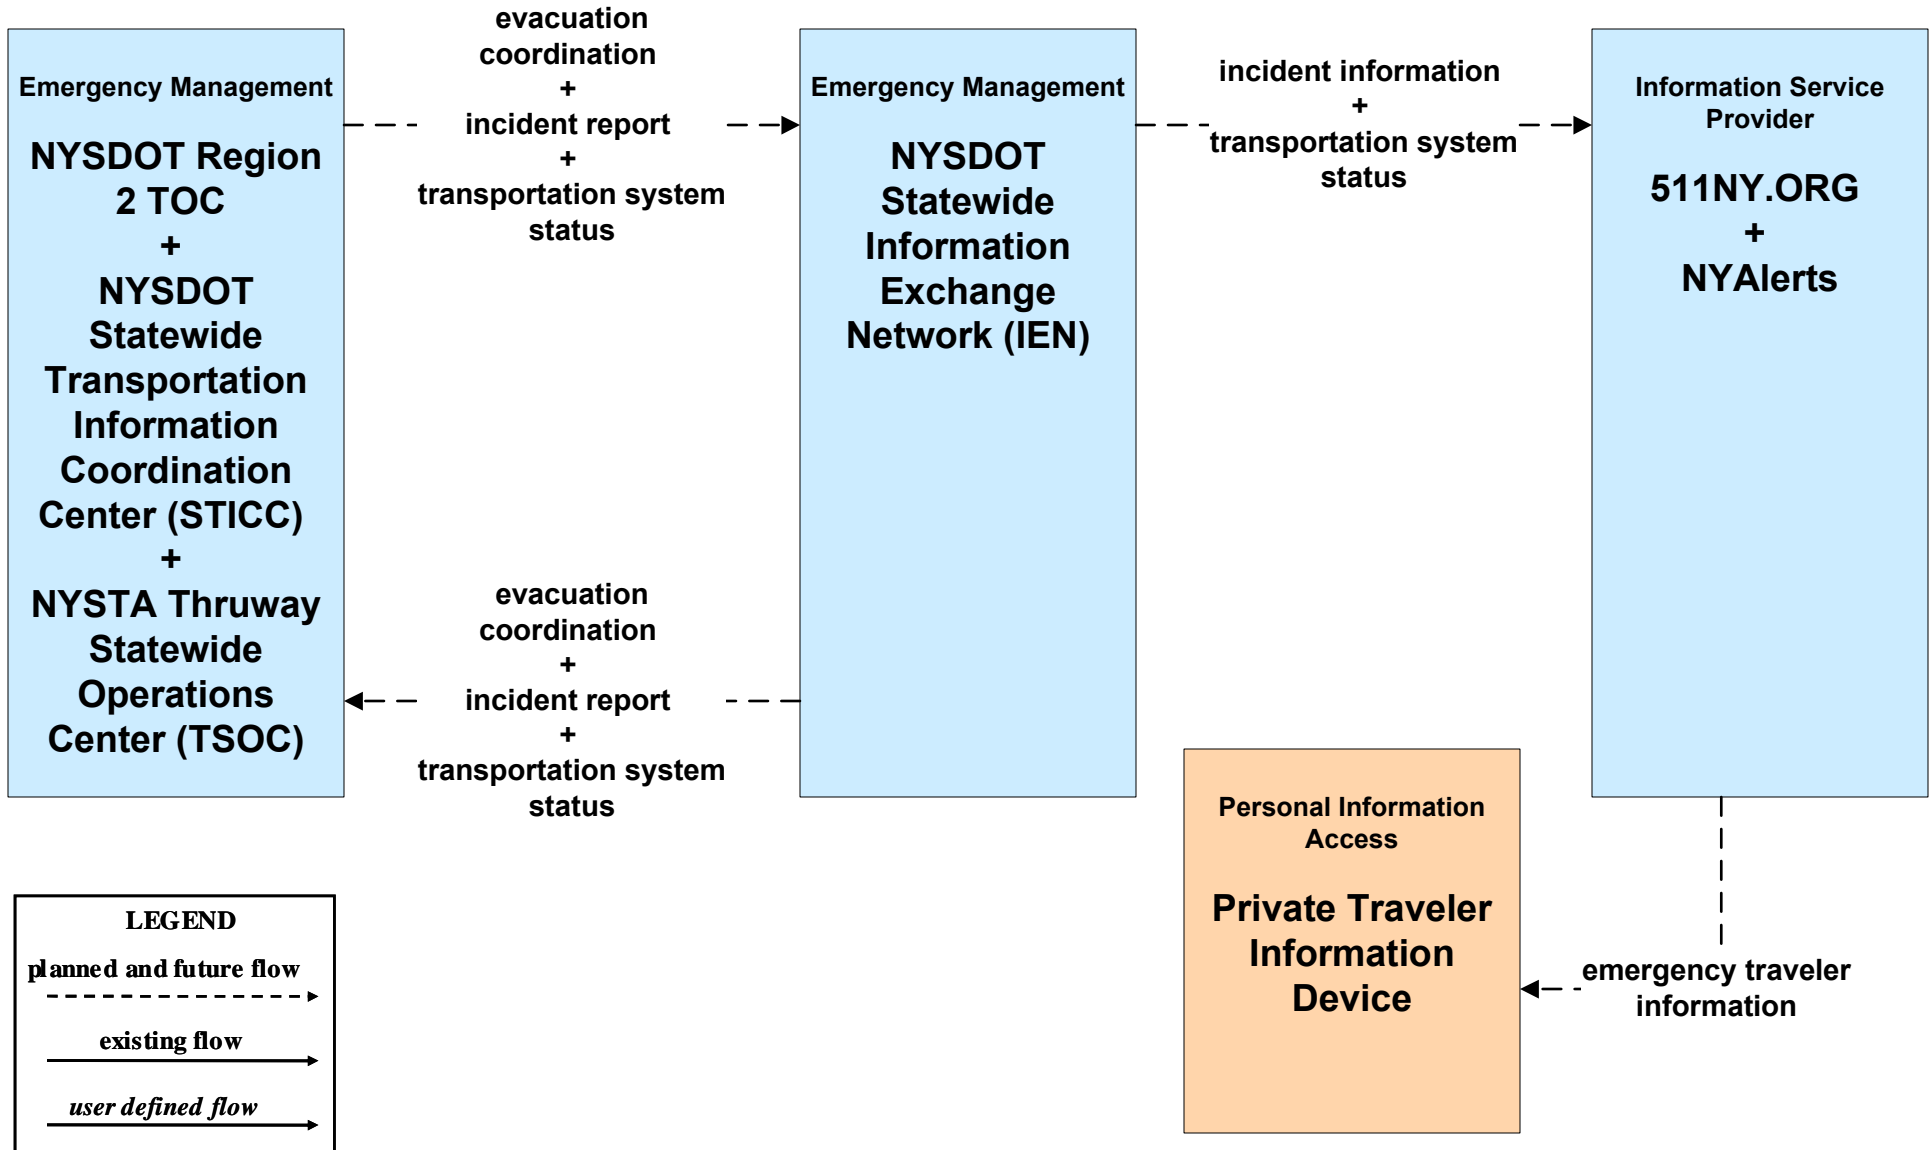 Emergency Management
NYSDOT Region
2 TOC
+
NYSDOT
Statewide
Transportation
Information
Coordination
Center (STICC)
+
NYSTA Thruway
Statewide
Operations
Center (TSOC)
evacuation
coordination
+
incident report
+
transportation system
status
evacuation
coordination
+
incident report
+
transportation system
status
Emergency Management
NYSDOT
Statewide
Information
Exchange
Network (IEN)
incident information
+
transportation system
status
Information Service
Provider
511NY.ORG
+
NYAlerts
Personal Information
Access
Private Traveler
Information
Device
emergency traveler
information
LEGEND
planned and future flow
existing flow
user defined flow